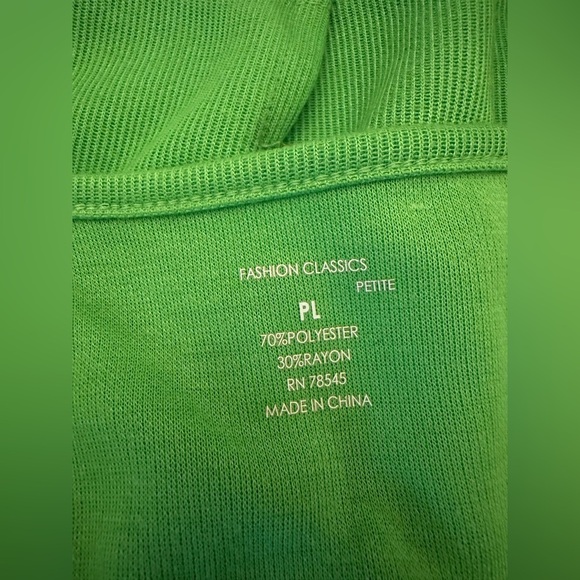 FASHION CLASSICS
PETITE
PL
70%POLYESTER
30%RAYON
RN 78545
MADE IN CHINA